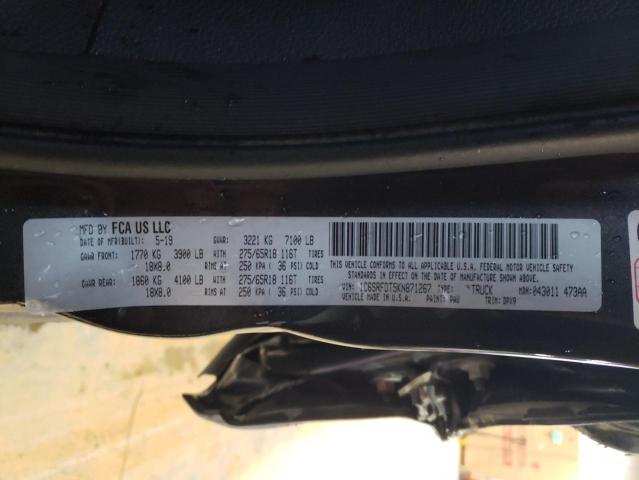 MFD BY FCA US LLC
DATE OF MFR(BUILT): 5-19 GVWR: 3221 KG 7100 LB
GAWR FRONT: 1770 KG 3900 LB WITH 275/65R18 116T TIRES
18X8.0 RIMS AT 250 KPA ( 36 PSI) COLD
GAWR REAR: 1860 KG 4100 LB WITH 275/65R18 116T TIRES
18X8.0 RIMS AT 250 KPA ( 36 PSI) COLD
THIS VEHICLE CONFORMS TO ALL APPLICABLE U.S.A. FEDERAL MOTOR VEHICLE SAFETY
STANDARDS IN EFFECT ON THE DATE OF MANUFACTURE SHOWN ABOVE.
VIN: 1C6SRFDT5KN871267 TYPE: TRUCK MDH: 043011 473AA
VEHICLE MADE IN U.S.A. PAINT: PAU TRIM: DPX9